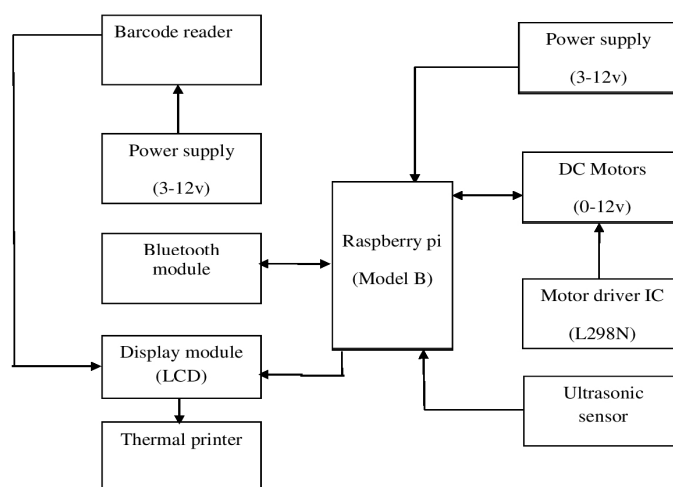 Barcode reader
Power supply
(3-12v)
Bluetooth
module
Display module
(LCD)
Thermal printer
Raspberry pi
(Model B)
Power supply
(3-12v)
DC Motors
(0-12v)
Motor driver IC
(L298N)
Ultrasonic
sensor